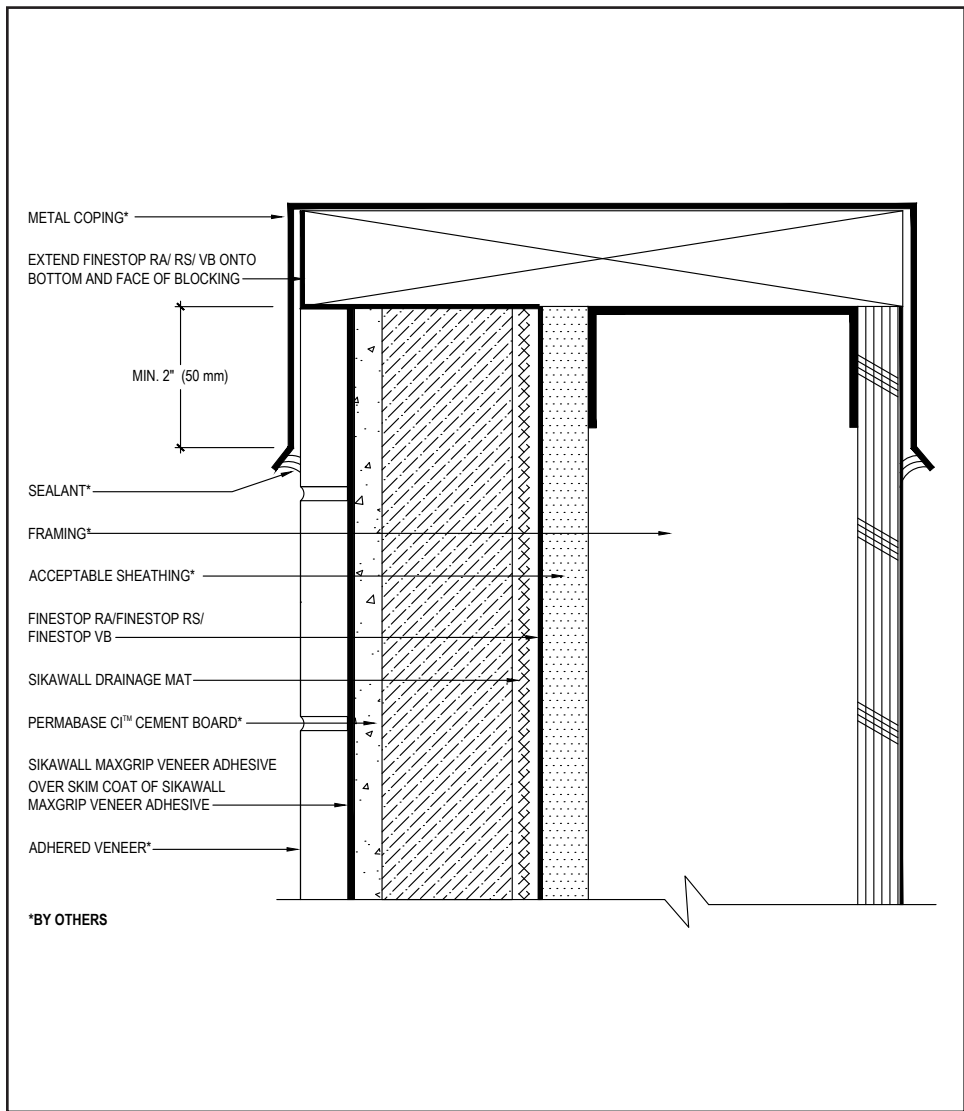 METAL COPING*
EXTEND FINESTOP RA/ RS/ VB ONTO
BOTTOM AND FACE OF BLOCKING
MIN. 2" (50 mm)
SEALANT*
FRAMING*
ACCEPTABLE SHEATHING*
FINESTOP RA/FINESTOP RS/
FINESTOP VB
SIKAWALL DRAINAGE MAT
PERMABASE CI™ CEMENT BOARD*
SIKAWALL MAXGRIP VENEER ADHESIVE
OVER SKIM COAT OF SIKAWALL
MAXGRIP VENEER ADHESIVE
ADHERED VENEER*
*BY OTHERS